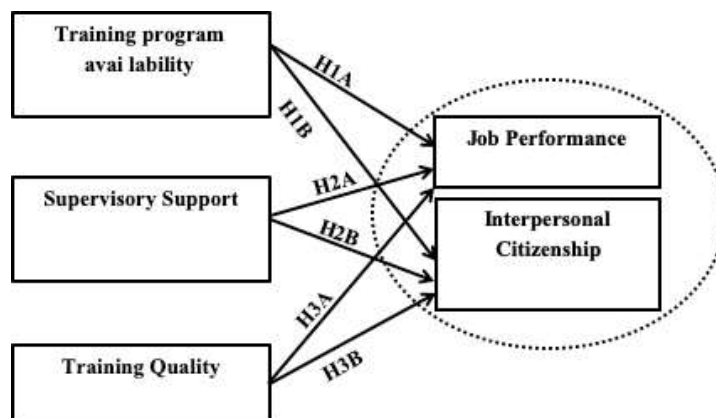 Training program
avai lability
H1A
H1B
Job Performance
Supervisory Support
H2A
H2B
Interpersonal
Citizenship
H3A
H3B
Training Quality